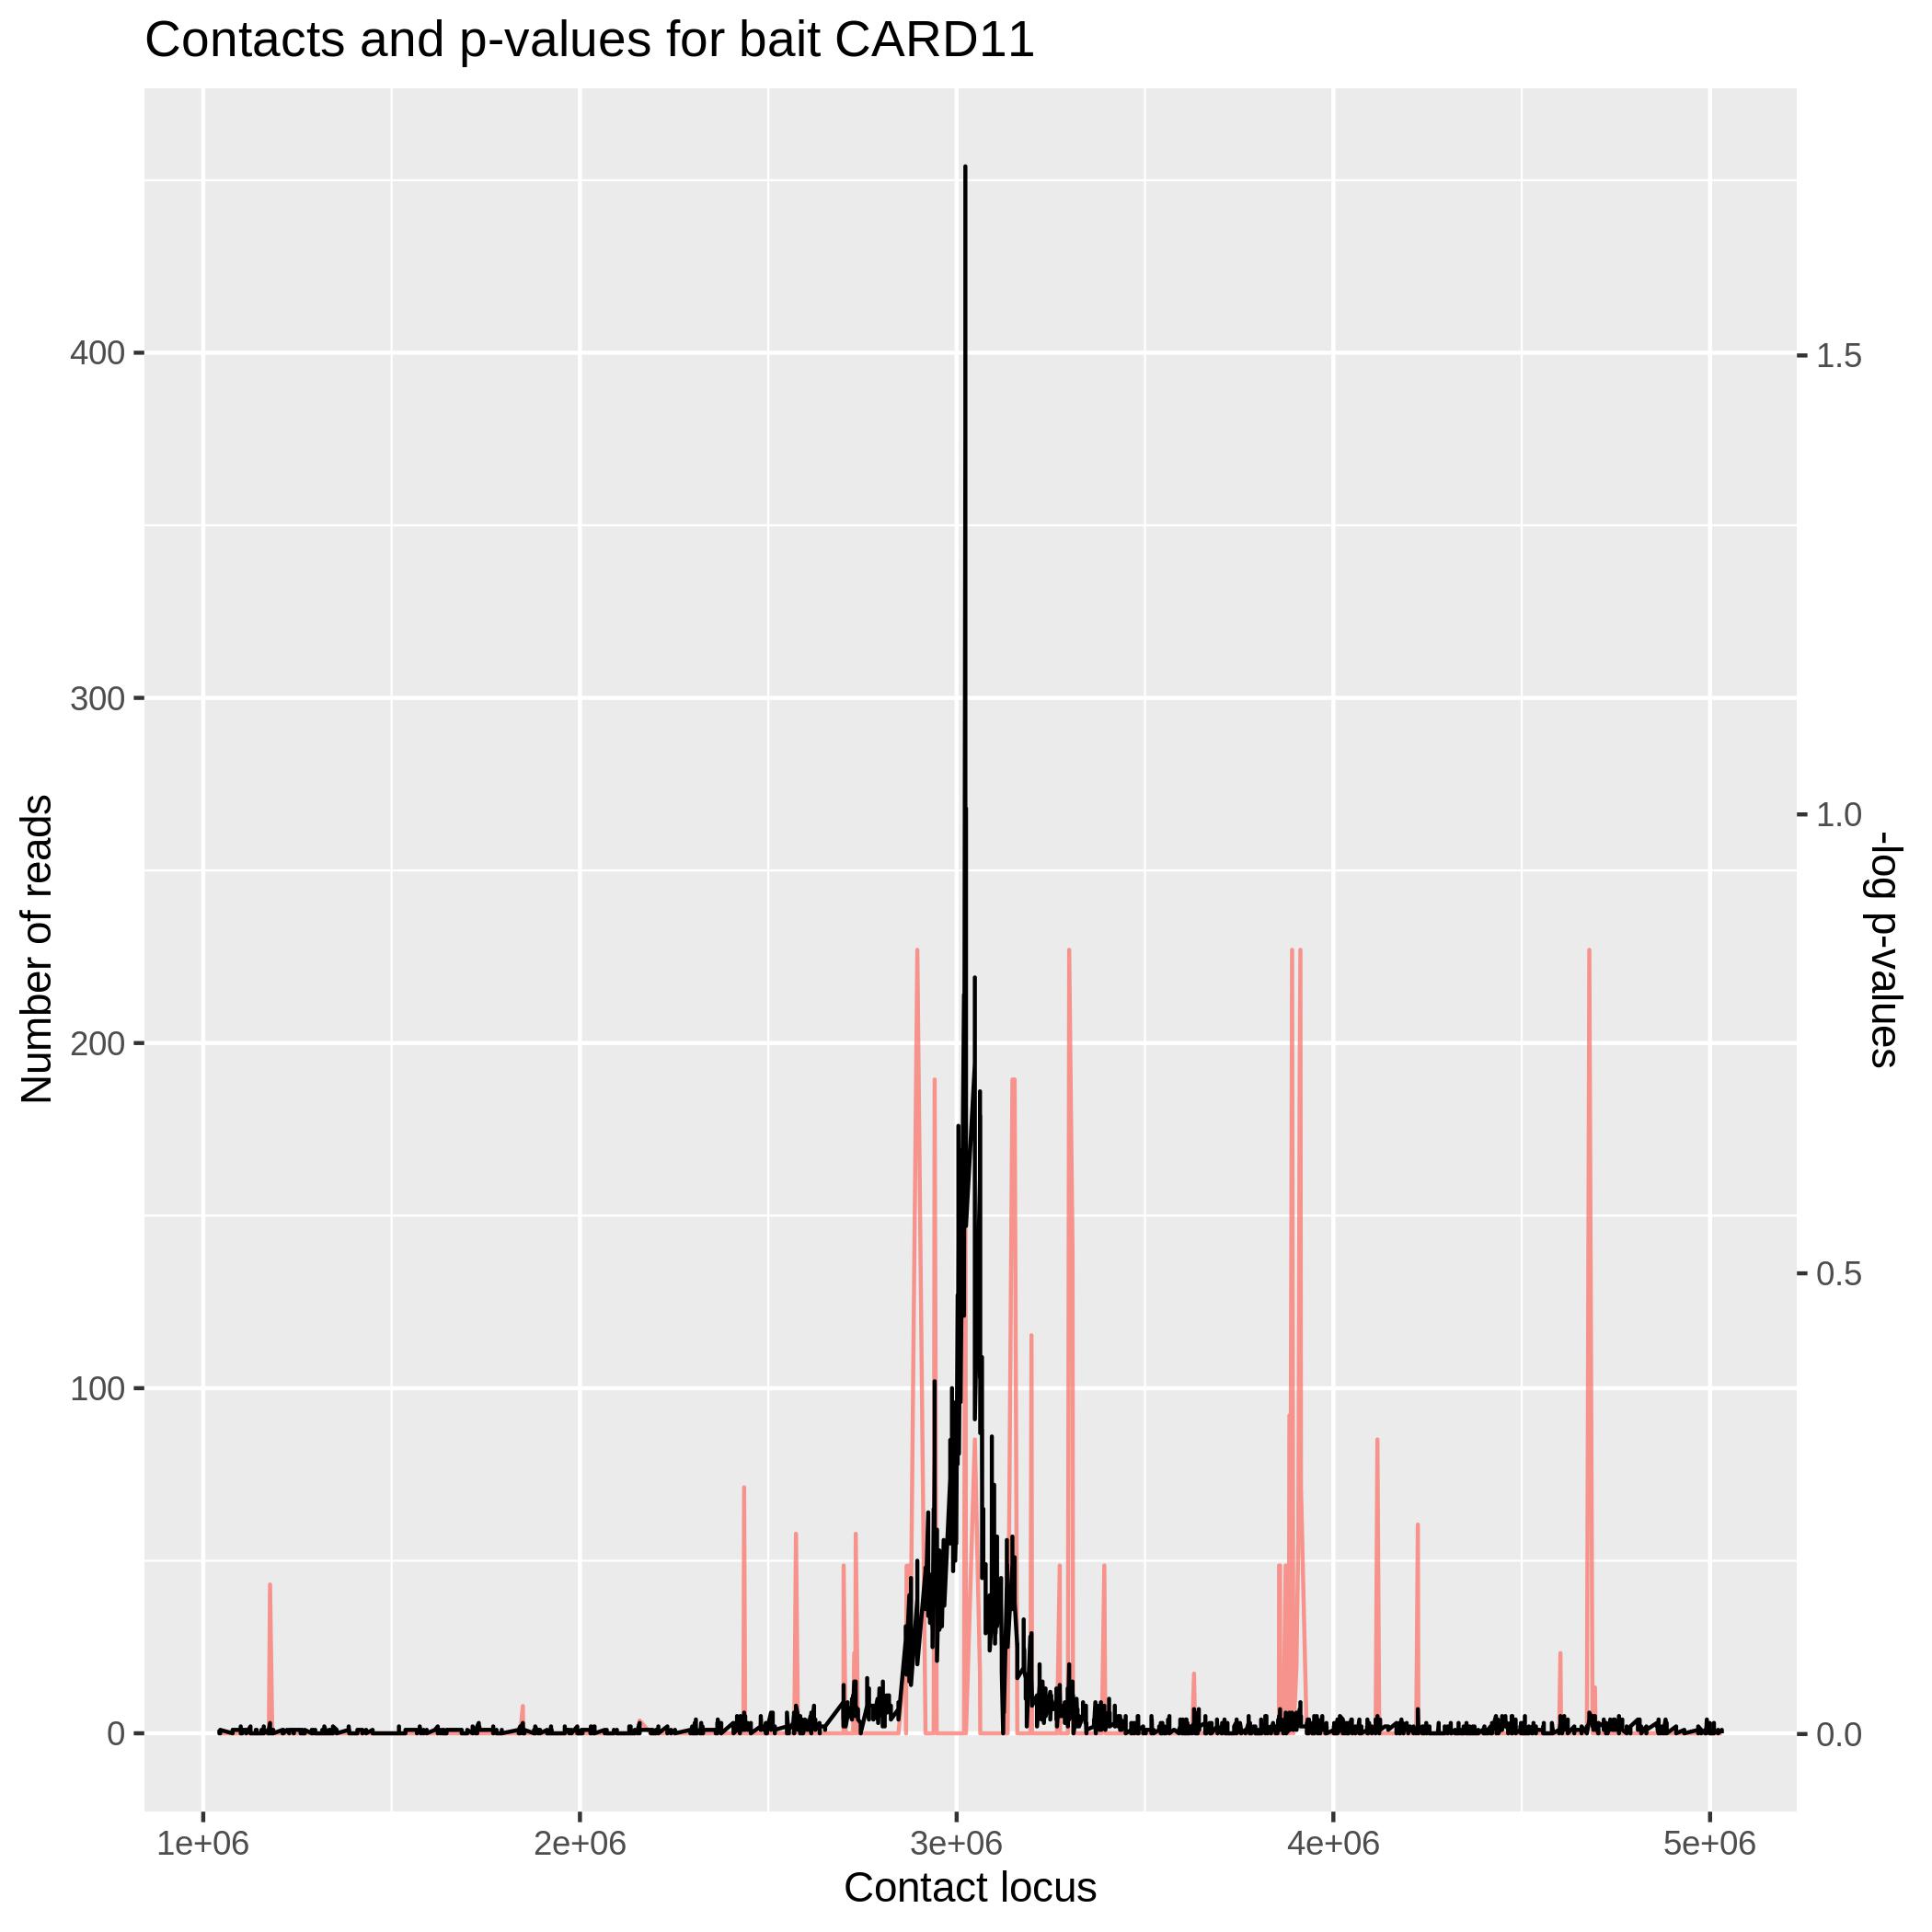 Contacts and p-values for bait CARD11
Number of reads
400
300
200
100
0
1.5
1.0
0.5
0.0
-log p-values
1e+06
2e+06
3e+06
4e+06
5e+06
Contact locus